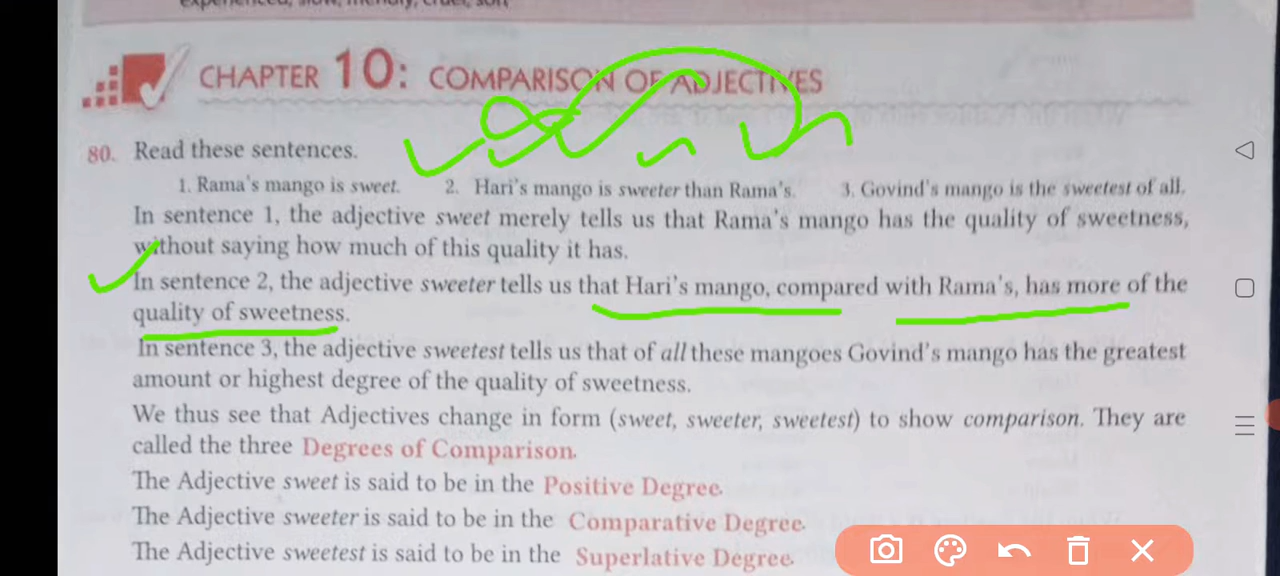 experienced, slow, friendly, cruel, soft
CHAPTER 10: COMPARISON OF ADJECTIVES
80. Read these sentences.
1. Rama's mango is sweet. 2. Hari's mango is sweeter than Rama's. 3. Govind's mango is the sweetest of all.
In sentence 1, the adjective sweet merely tells us that Rama's mango has the quality of sweetness,
without saying how much of this quality it has.
In sentence 2, the adjective sweeter tells us that Hari's mango, compared with Rama's, has more of the
quality of sweetness.
In sentence 3, the adjective sweetest tells us that of all these mangoes Govind's mango has the greatest
amount or highest degree of the quality of sweetness.
We thus see that Adjectives change in form (sweet, sweeter, sweetest) to show comparison. They are
called the three Degrees of Comparison.
The Adjective sweet is said to be in the Positive Degree.
The Adjective sweeter is said to be in the Comparative Degree.
The Adjective sweetest is said to be in the Superlative Degree.